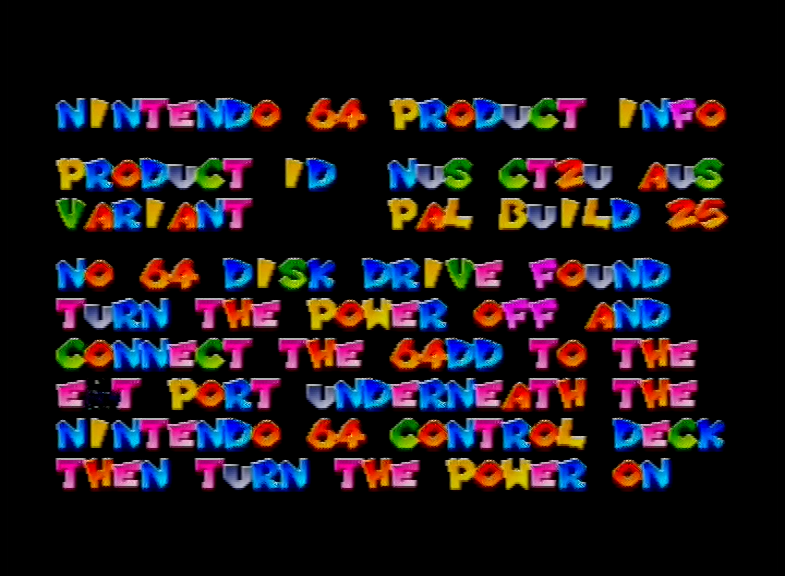 NINTENDO 64 PRODUCT INFO
PRODUCT ID NUS CTZU AUS
VARIANT PAL BUILD 25
NO 64 DISK DRIVE FOUND
TURN THE POWER OFF AND
CONNECT THE 64DD TO THE
PORT UNDERNEATH THE
NINTENDO 64 CONTROL DECK
THEN TURN THE POWER ON